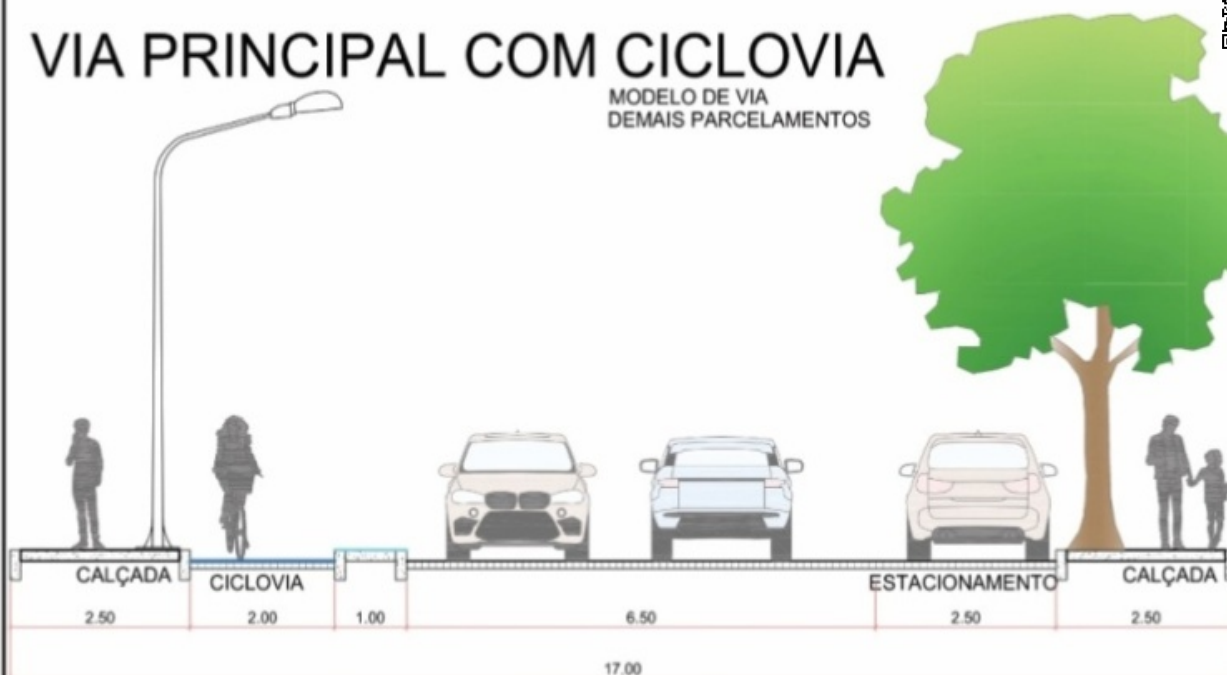 VIA PRINCIPAL COM CICLOVIA
MODELO DE VIA
DEMAIS PARCELAMENTOS
CALÇADA
CICLOVIA
ESTACIONAMENTO
CALÇADA
2.50
2.00
1.00
6.50
2.50
2.50
17.00